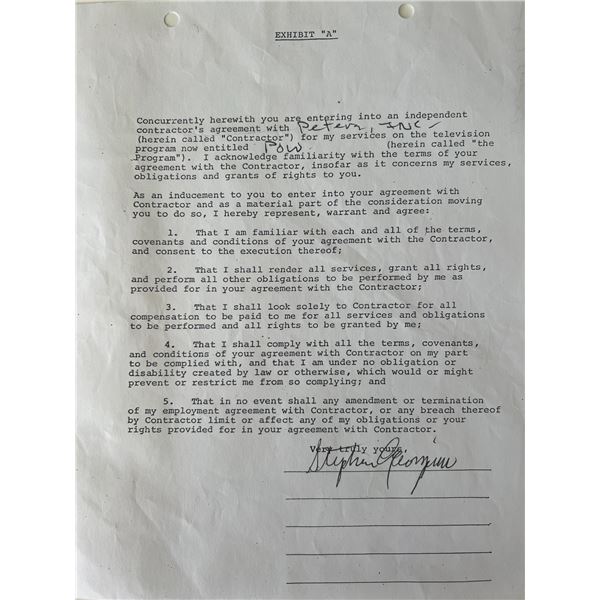 EXHIBIT "A"
Concurrently herewith you are entering into an independent
contractor's agreement with Peters, INC
(herein called "Contractor") for my services on the television
program now entitled POW (herein called "the
Program"). I acknowledge familiarity with the terms of your
agreement with the Contractor, insofar as it concerns my services,
obligations and grants of rights to you.
As an inducement to you to enter into your agreement with
Contractor and as a material part of the consideration moving
you to do so, I hereby represent, warrant and agree:
1. That I am familiar with each and all of the terms,
covenants and conditions of your agreement with the Contractor,
and consent to the execution thereof;
2. That I shall render all services, grant all rights,
and perform all other obligations to be performed by me as
provided for in your agreement with the Contractor;
3. That I shall look solely to Contractor for all
compensation to be paid to me for all services and obligations
to be performed and all rights to be granted by me;
4. That I shall comply with all the terms, covenants,
and conditions of your agreement with Contractor on my part
to be complied with, and that I am under no obligation or
disability created by law or otherwise, which would or might
prevent or restrict me from so complying; and
5. That in no event shall any amendment or termination
of my employment agreement with Contractor, or any breach thereof
by Contractor limit or affect any of my obligations or your
rights provided for in your agreement with Contractor.
Very truly yours,
Stephen